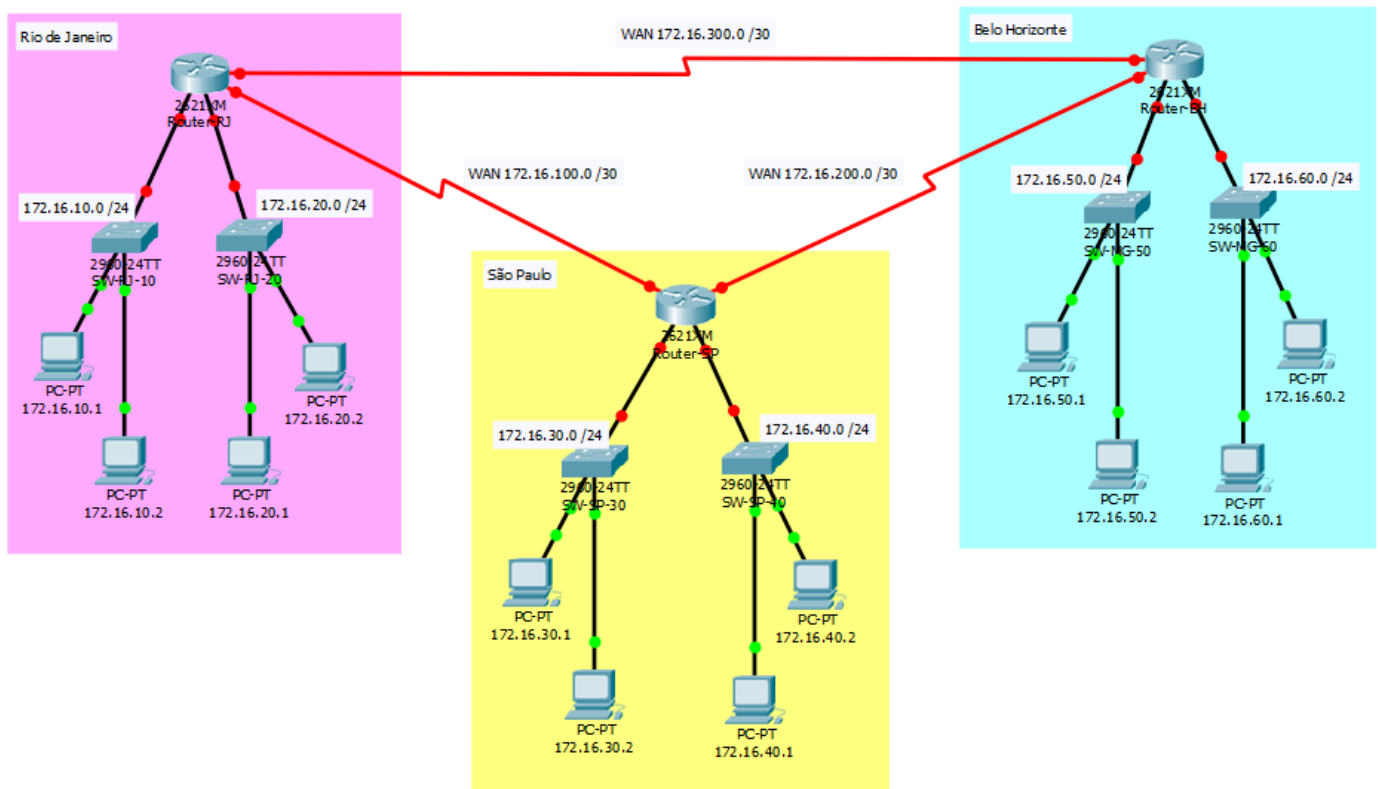 Rio de Janeiro
WAN 172.16.300.0 /30
Belo Horizonte
2621XM
Router-RJ
2621XM
Router-BH
WAN 172.16.100.0 /30
WAN 172.16.200.0 /30
172.16.10.0 /24
172.16.20.0 /24
2960-24TT
SW-RJ-10
2960-24TT
SW-RJ-20
PC-PT
172.16.10.1
PC-PT
172.16.20.2
PC-PT
172.16.10.2
PC-PT
172.16.20.1
São Paulo
2621XM
Router-SP
172.16.30.0 /24
172.16.40.0 /24
2960-24TT
SW-SP-30
2960-24TT
SW-SP-40
PC-PT
172.16.30.1
PC-PT
172.16.40.2
PC-PT
172.16.30.2
PC-PT
172.16.40.1
172.16.50.0 /24
172.16.60.0 /24
2960-24TT
SW-MG-50
2960-24TT
SW-MG-60
PC-PT
172.16.50.1
PC-PT
172.16.60.2
PC-PT
172.16.50.2
PC-PT
172.16.60.1